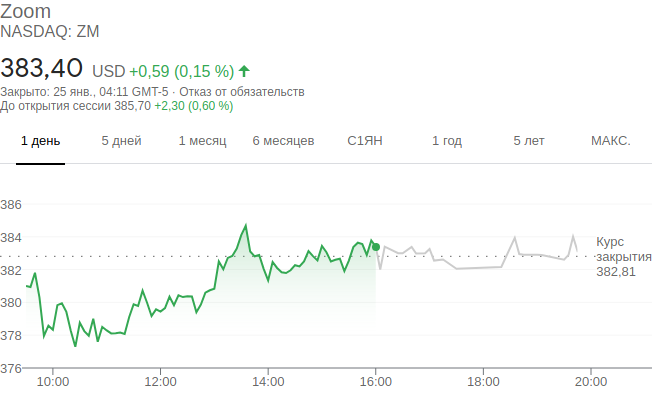 Zoom
NASDAQ: ZM
383,40 USD +0,59 (0,15 %)
Закрыто: 25 янв., 04:11 GMT-5 · Отказ от обязательств
До открытия сессии 385,70 +2,30 (0,60 %)
1 день 5 дней 1 месяц 6 месяцев С1ЯН 1 год 5 лет МАКС.
386
384
Курс
закрытия
382,81
382
380
378
376
10:00 12:00 14:00 16:00 18:00 20:00